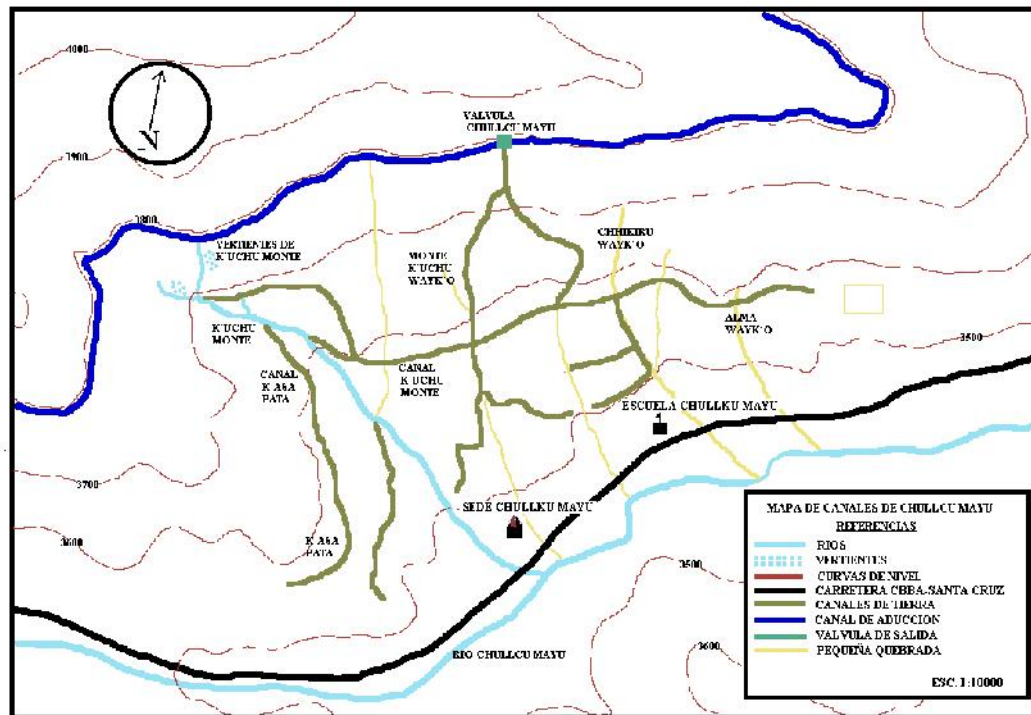 4000
VALVULA
CHULLCU MAYU
N
3900
3800
VERTIENTES DE
K'UCHU MONTE
MONTE
K'UCHU
WAYK'O
CHHIKIRU
WAYK'O
K'UCHU
MONTE
ALMA
WAYK'O
3500
CANAL
K'ASA
PATA
CANAL
K'UCHU
MONTE
ESCUELA CHULLKU MAYU
3700
SEDE CHULLKU MAYU
3600
K'ASA
PATA
3500
3600
RIO CHULLCU MAYU
MAPA DE CANALES DE CHULLCU MAYU
REFERENCIAS
RIOS
VERTIENTES
CURVAS DE NIVEL
CARRETERA CBBA-SANTA CRUZ
CANALES DE TIERRA
CANAL DE ADUCCION
VALVULA DE SALIDA
PEQUEÑA QUEBRADA
ESC. 1:10000